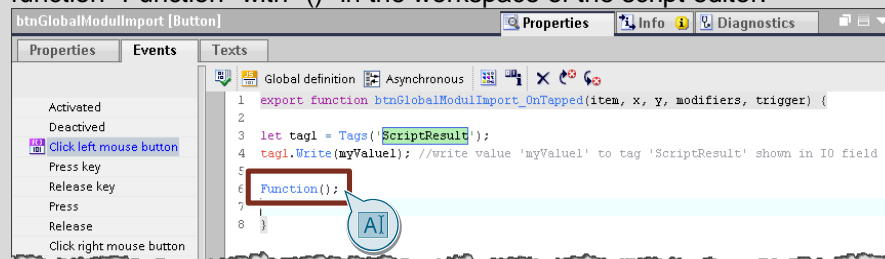 function "Function" with "()" in the workspace of the script editor.
btnGlobalModulImport [Button]
Properties
Info
Diagnostics
Properties
Events
Texts
Global definition
Asynchronous
Activated
Deactived
Click left mouse button
Press key
Release key
Press
Release
Click right mouse button
1 export function btnGlobalModulImport_OnTapped(item, x, y, modifiers, trigger) {
2
3 let tag1 = Tags('ScriptResult');
4 tag1.Write(myValue1); //write value 'myValue1' to tag 'ScriptResult' shown in IO field
5
6 Function();
7
8 }
A